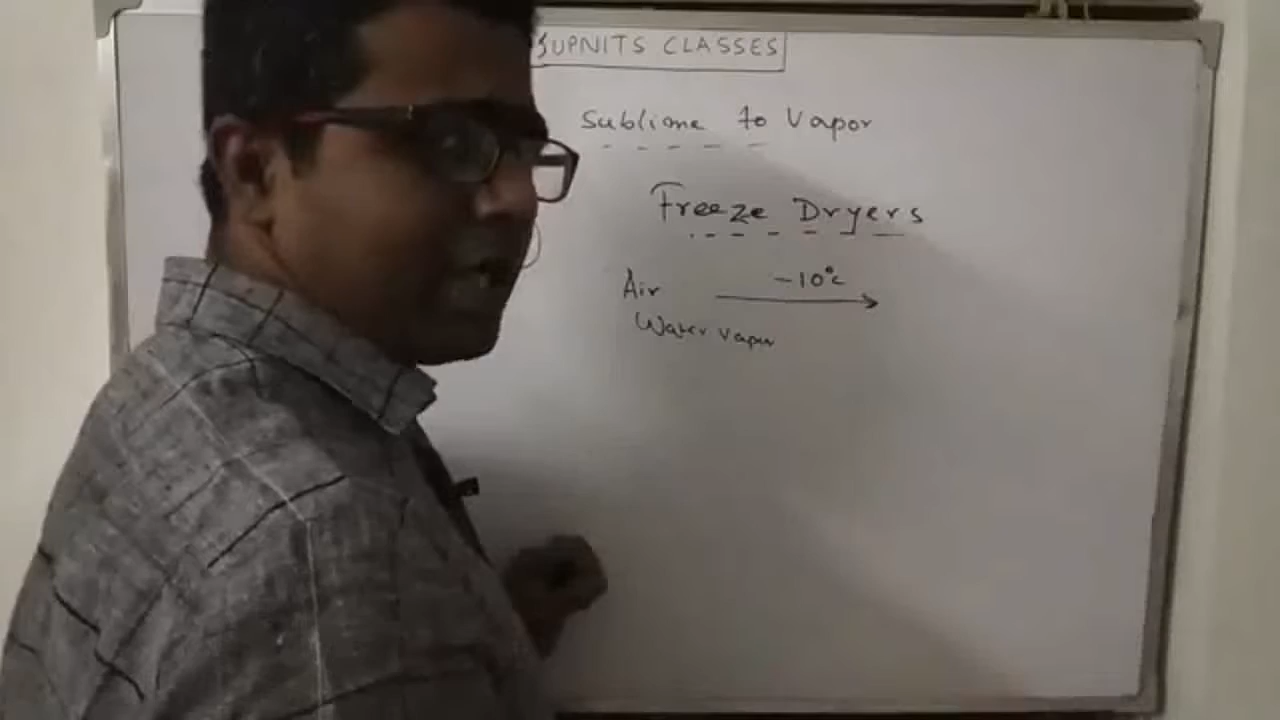 SUPNITS CLASSES
Sublime to Vapor
Freeze Dryers
-10°c
Air
Water vapor